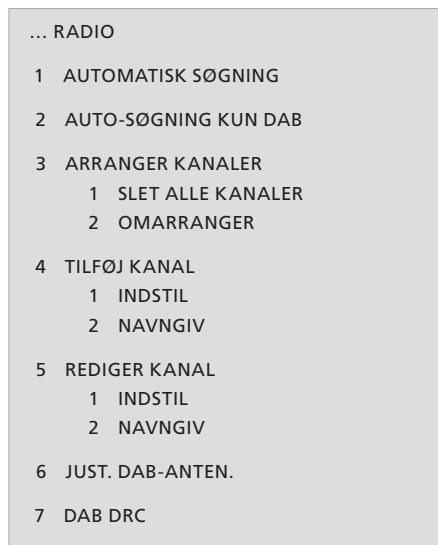 ... RADIO
1 AUTOMATISK SØGNING
2 AUTO-SØGNING KUN DAB
3 ARRANGER KANALER
1 SLET ALLE KANALER
2 OMARRANGER
4 TILFØJ KANAL
1 INDSTIL
2 NAVNGIV
5 REDIGER KANAL
1 INDSTIL
2 NAVNGIV
6 JUST. DAB-ANTEN.
7 DAB DRC